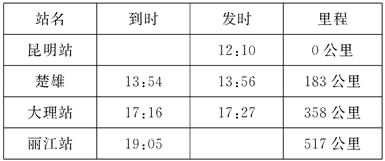 站名 到时 发时 里程
昆明站 12:10 0公里
楚雄 13:54 13:56 183公里
大理站 17:16 17:27 358公里
丽江站 19:05 517公里